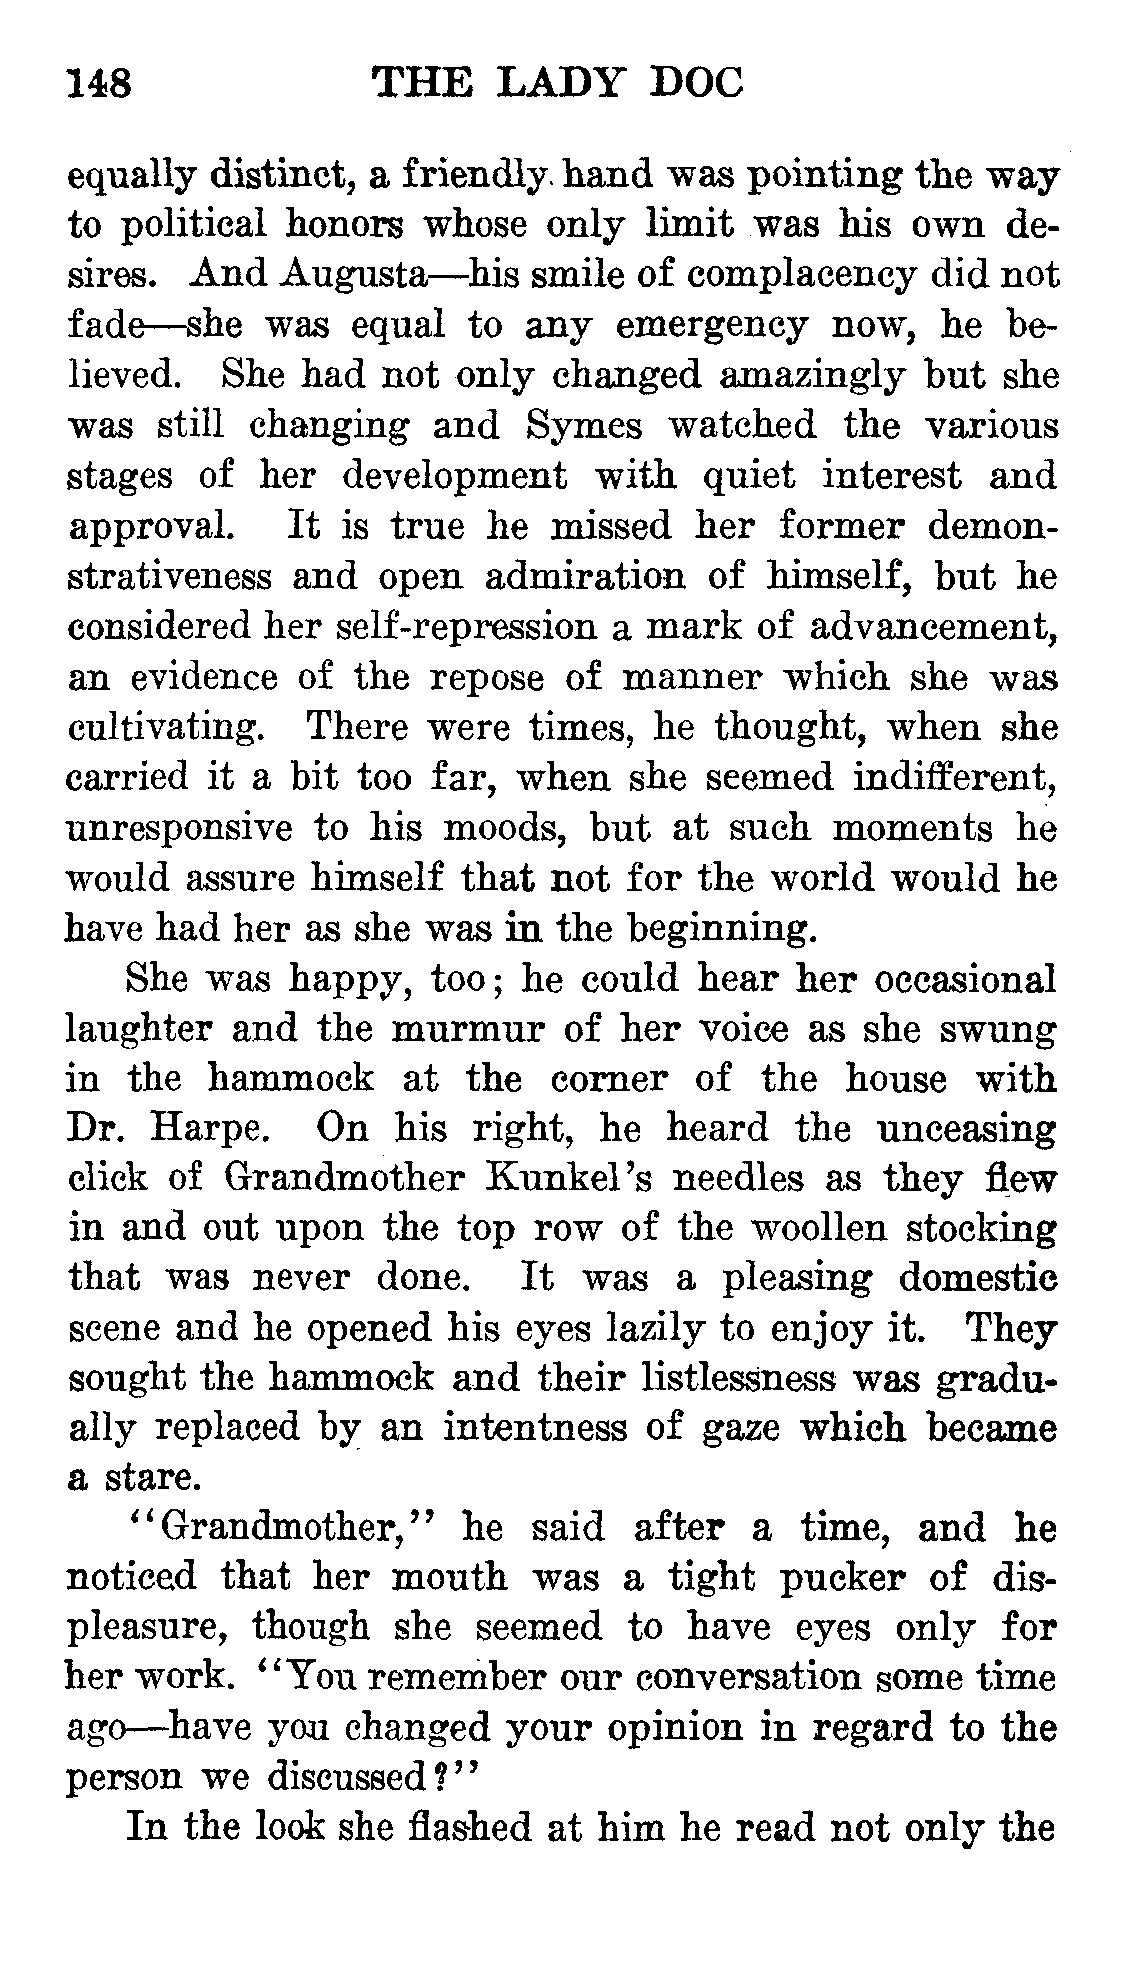 148 THE LADY DOC
equally distinct, a friendly hand was pointing the way
to political honors whose only limit was his own de-
sires. And Augusta—his smile of complacency did not
fade—she was equal to any emergency now, he be-
lieved. She had not only changed amazingly but she
was still changing and Symes watched the various
stages of her development with quiet interest and
approval. It is true he missed her former demon-
strativeness and open admiration of himself, but he
considered her self-repression a mark of advancement,
an evidence of the repose of manner which she was
cultivating. There were times, he thought, when she
carried it a bit too far, when she seemed indifferent,
unresponsive to his moods, but at such moments he
would assure himself that not for the world would he
have had her as she was in the beginning.
She was happy, too; he could hear her occasional
laughter and the murmur of her voice as she swung
in the hammock at the corner of the house with
Dr. Harpe. On his right, he heard the unceasing
click of Grandmother Kunkel's needles as they flew
in and out upon the top row of the woollen stocking
that was never done. It was a pleasing domestic
scene and he opened his eyes lazily to enjoy it. They
sought the hammock and their listlessness was gradu-
ally replaced by an intentness of gaze which became
a stare.
"Grandmother," he said after a time, and he
noticed that her mouth was a tight pucker of dis-
pleasure, though she seemed to have eyes only for
her work. "You remember our conversation some time
ago—have you changed your opinion in regard to the
person we discussed?"
In the look she flashed at him he read not only the